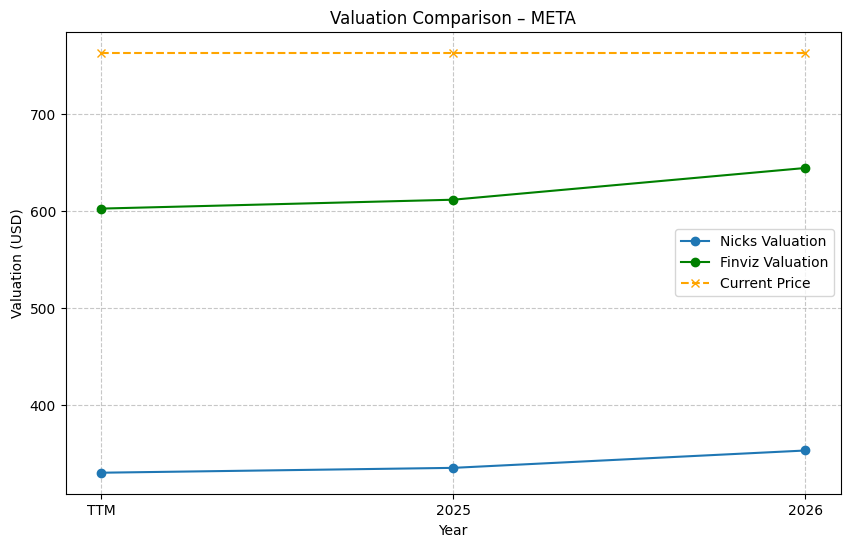 Valuation Comparison – META
Valuation (USD)
700
600
500
400
Nicks Valuation
Finviz Valuation
Current Price
TTM
2025
2026
Year